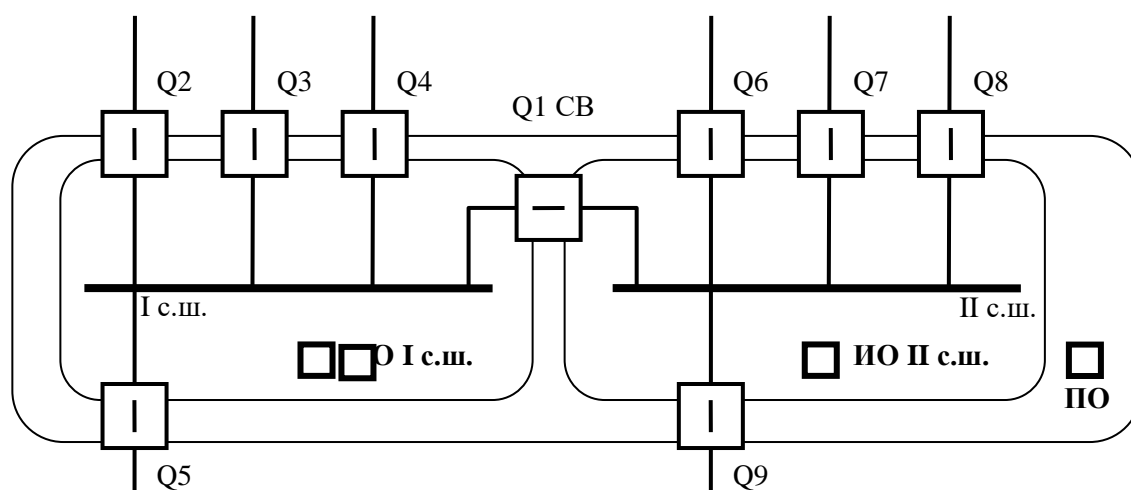 Q2
Q3
Q4
Q6
Q7
Q8
Q1 СВ
I с.ш.
II с.ш.
О I с.ш.
ИО II с.ш.
ПО
Q5
Q9